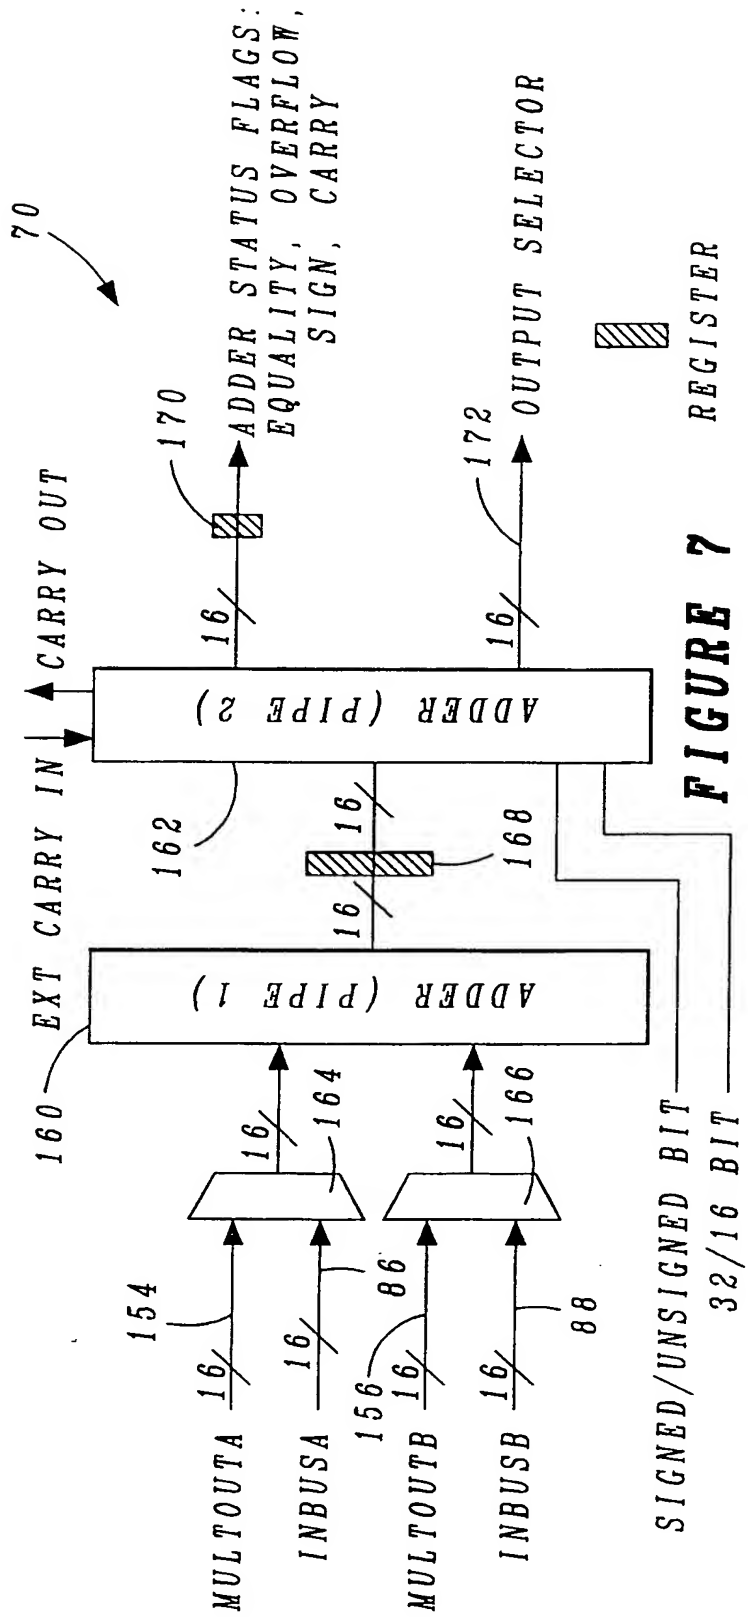 70
EXT CARRY IN
CARRY OUT
160
162
170
ADDER STATUS FLAGS:
EQUALITY, OVERFLOW,
SIGN, CARRY
MULTOUTA
16
154
INBUSA
16
86
164
16
156
MULTOUTB
16
INBUSB
16
88
166
16
ADDER (PIPE 1)
16
168
16
ADDER (PIPE 2)
16
16
172
OUTPUT SELECTOR
SIGNED/UNSIGNED BIT
32/16 BIT
REGISTER
FIGURE 7